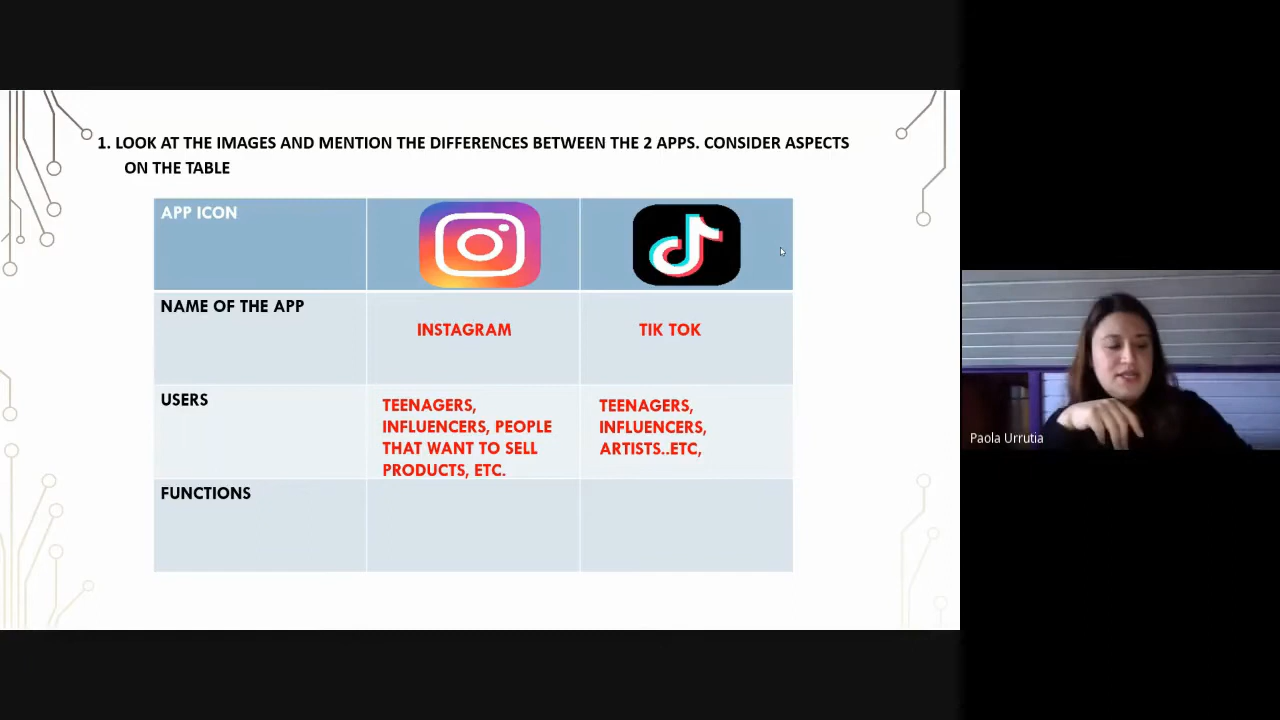 1. LOOK AT THE IMAGES AND MENTION THE DIFFERENCES BETWEEN THE 2 APPS. CONSIDER ASPECTS
ON THE TABLE
APP ICON
NAME OF THE APP
INSTAGRAM
TIK TOK
USERS
TEENAGERS,
INFLUENCERS, PEOPLE
THAT WANT TO SELL
PRODUCTS, ETC.
TEENAGERS,
INFLUENCERS,
ARTISTS..ETC,
FUNCTIONS
Paola Urrutia